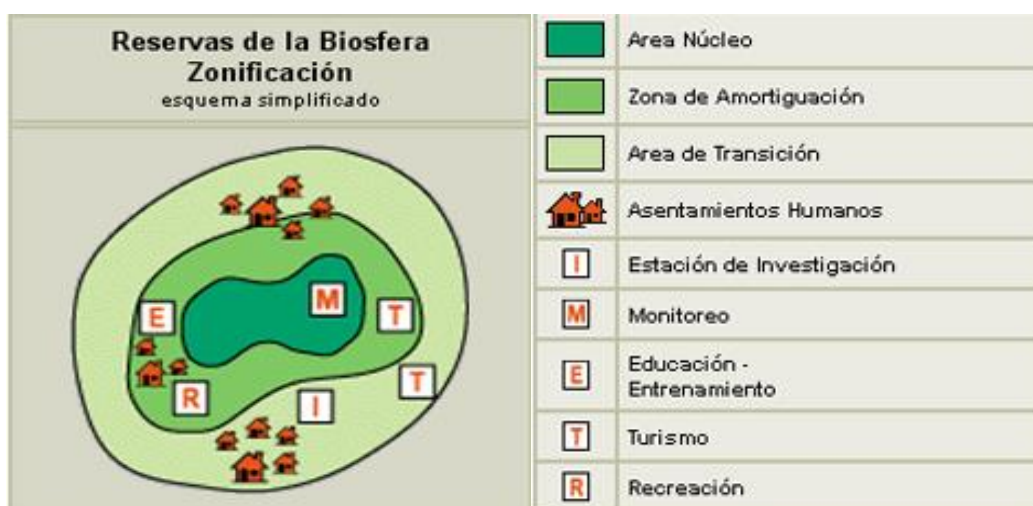 Reservas de la Biosfera
Zonificación
esquema simplificado
E
M
T
R
I
T
Area Núcleo
Zona de Amortiguación
Area de Transición
Asentamientos Humanos
I
Estación de Investigación
M
Monitoreo
E
Educación -
Entrenamiento
T
Turismo
R
Recreación